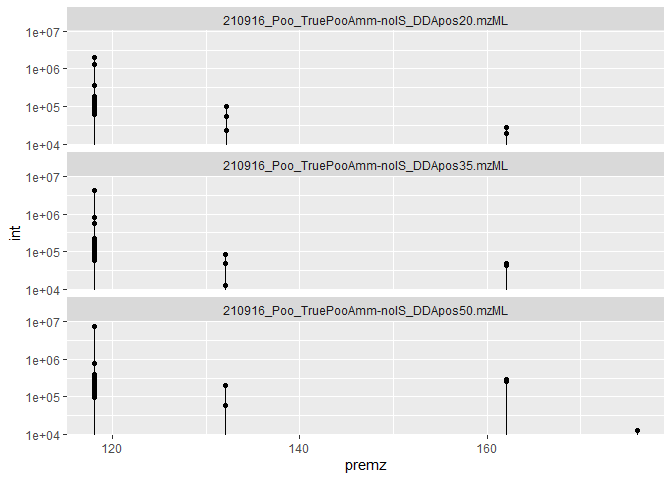 210916_Poo_TruePooAmm-noIS_DDApos20.mzML
1e+07
1e+06
1e+05
1e+04
210916_Poo_TruePooAmm-noIS_DDApos35.mzML
1e+07
1e+06
1e+05
1e+04
int
210916_Poo_TruePooAmm-noIS_DDApos50.mzML
1e+07
1e+06
1e+05
1e+04
120 140 160
premz